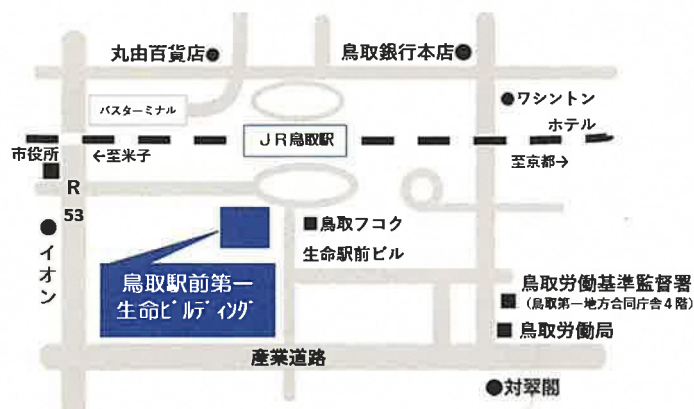 丸由百貨店
鳥取銀行本店
バスターミナル
ワシントン
ホテル
JR鳥取駅
市役所
←至米子
至京都→
R
53
イオン
鳥取フコク
生命駅前ビル
鳥取駅前第一
生命ビルディング
鳥取労働基準監督署
（鳥取第一地方合同庁舎4階）
鳥取労働局
産業道路
対翠閣